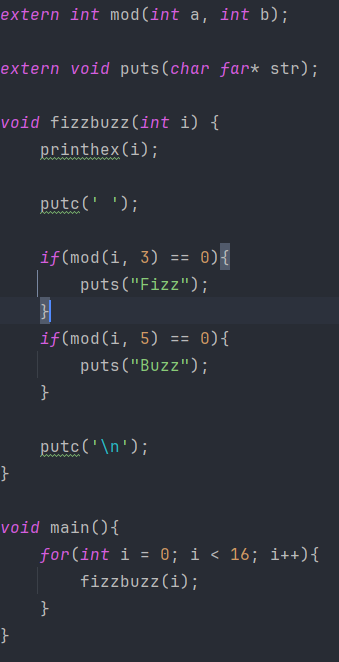 extern int mod(int a, int b);
extern void puts(char far* str);
void fizzbuzz(int i) {
printhex(i);
putc(' ');
if(mod(i, 3) == 0){
puts("Fizz");
}
if(mod(i, 5) == 0){
puts("Buzz");
}
putc('\n');
}
void main(){
for(int i = 0; i < 16; i++){
fizzbuzz(i);
}
}